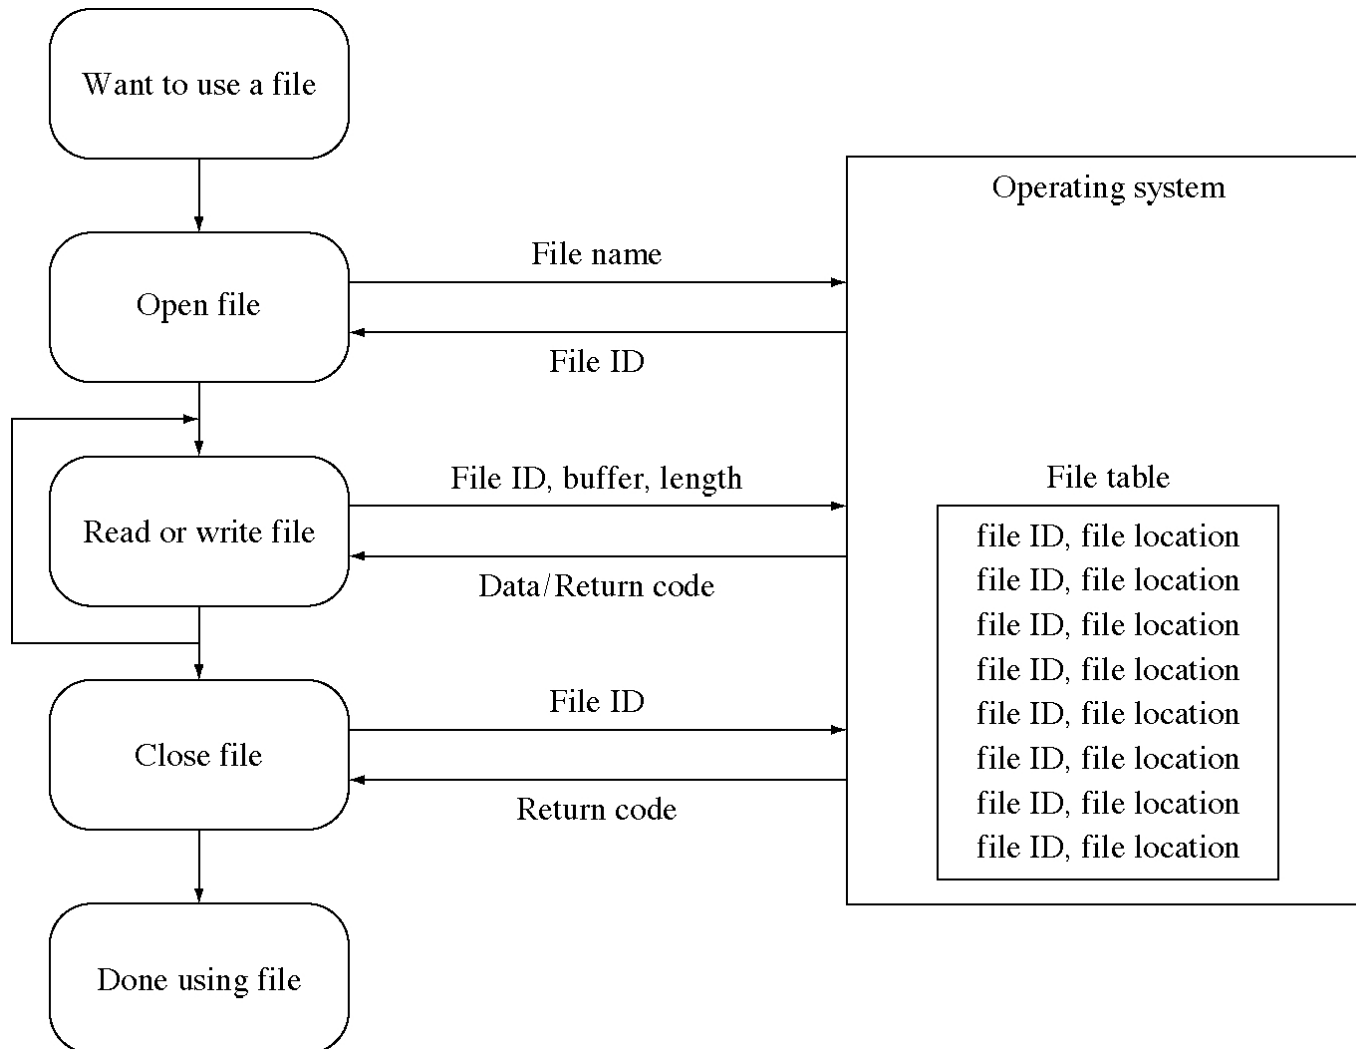 Want to use a file
Operating system
File name
Open file
File ID
File ID, buffer, length
File table
Read or write file
file ID, file location
file ID, file location
Data/Return code
file ID, file location
file ID, file location
File ID
file ID, file location
Close file
file ID, file location
Return code
file ID, file location
file ID, file location
Done using file